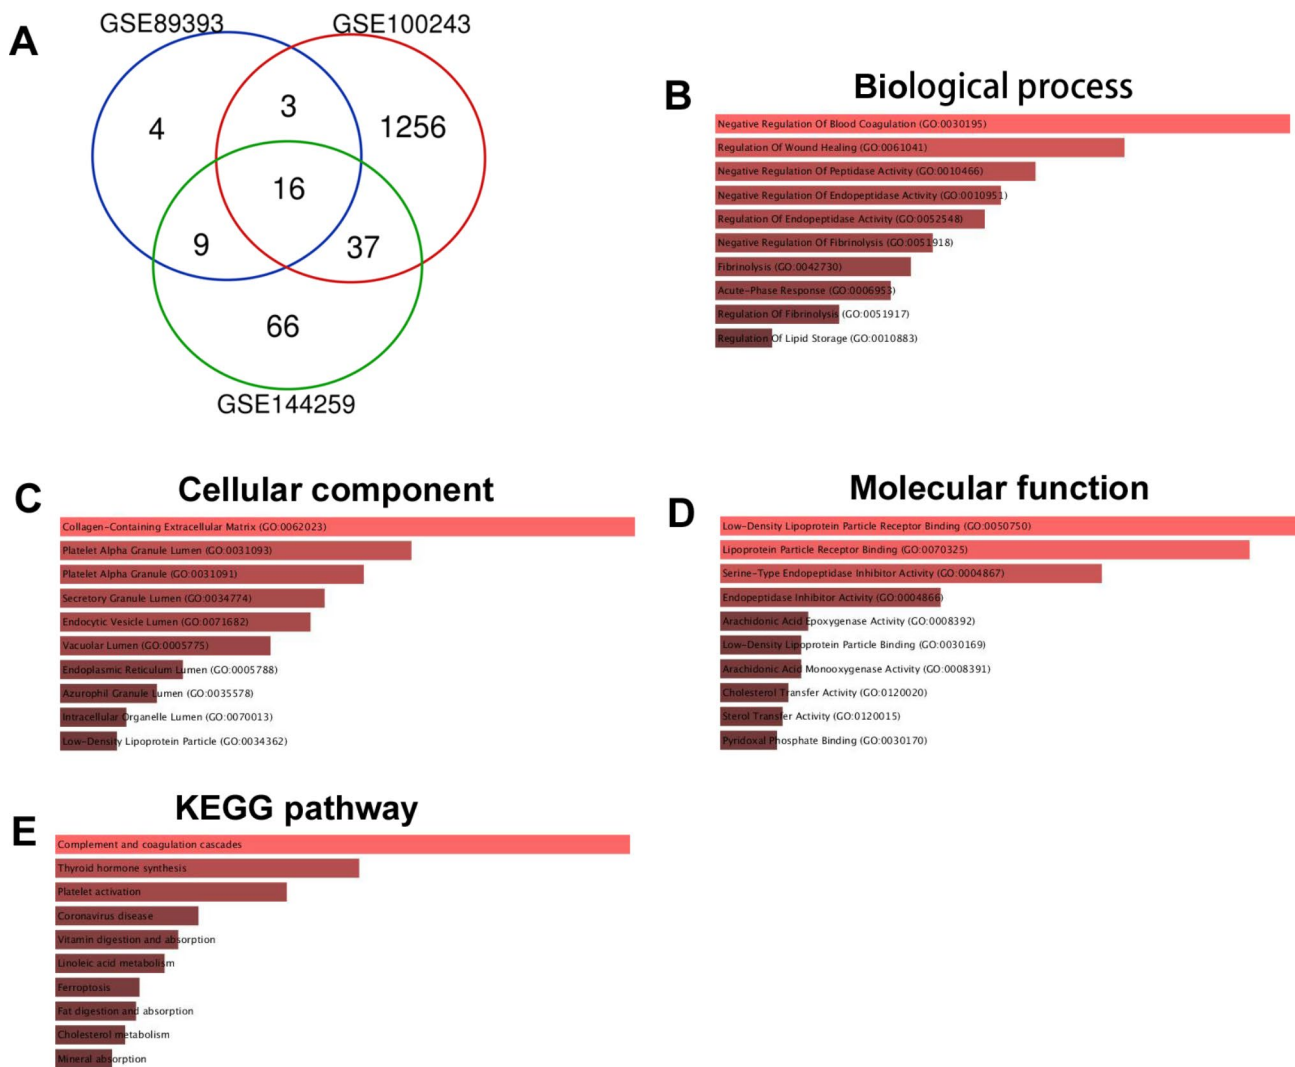 A
GSE89393
GSE100243
3
4
1256
16
9
37
66
GSE144259
B
Biological process
Negative Regulation Of Blood Coagulation (GO:0030195)
Regulation Of Wound Healing (GO:0061041)
Negative Regulation Of Peptidase Activity (GO:0010466)
Negative Regulation Of Endopeptidase Activity (GO:0010951)
Regulation Of Endopeptidase Activity (GO:0052548)
Negative Regulation Of Fibrinolysis (GO:0051918)
Fibrinolysis (GO:0042730)
Acute-Phase Response (GO:0006953)
Regulation Of Fibrinolysis (GO:0051917)
Regulation Of Lipid Storage (GO:0010883)
C
Cellular component
Collagen-Containing Extracellular Matrix (GO:0062023)
Platelet Alpha Granule Lumen (GO:0031093)
Platelet Alpha Granule (GO:0031091)
Secretory Granule Lumen (GO:0034774)
Endocytic Vesicle Lumen (GO:0071682)
Vacuolar Lumen (GO:0005775)
Endoplasmic Reticulum Lumen (GO:0005788)
Azurophil Granule Lumen (GO:0035578)
Intracellular Organelle Lumen (GO:0070013)
Low-Density Lipoprotein Particle (GO:0034362)
D
Molecular function
Low-Density Lipoprotein Particle Receptor Binding (GO:0050750)
Lipoprotein Particle Receptor Binding (GO:0070325)
Serine-Type Endopeptidase Inhibitor Activity (GO:0004867)
Endopeptidase Inhibitor Activity (GO:0004866)
Arachidonic Acid Epoxygenase Activity (GO:0008392)
Low-Density Lipoprotein Particle Binding (GO:0030169)
Arachidonic Acid Monooxygenase Activity (GO:0008391)
Cholesterol Transfer Activity (GO:0120020)
Sterol Transfer Activity (GO:0120015)
Pyridoxal Phosphate Binding (GO:0030170)
E
KEGG pathway
Complement and coagulation cascades
Thyroid hormone synthesis
Platelet activation
Coronavirus disease
Vitamin digestion and absorption
Linoleic acid metabolism
Ferroptosis
Fat digestion and absorption
Cholesterol metabolism
Mineral absorption